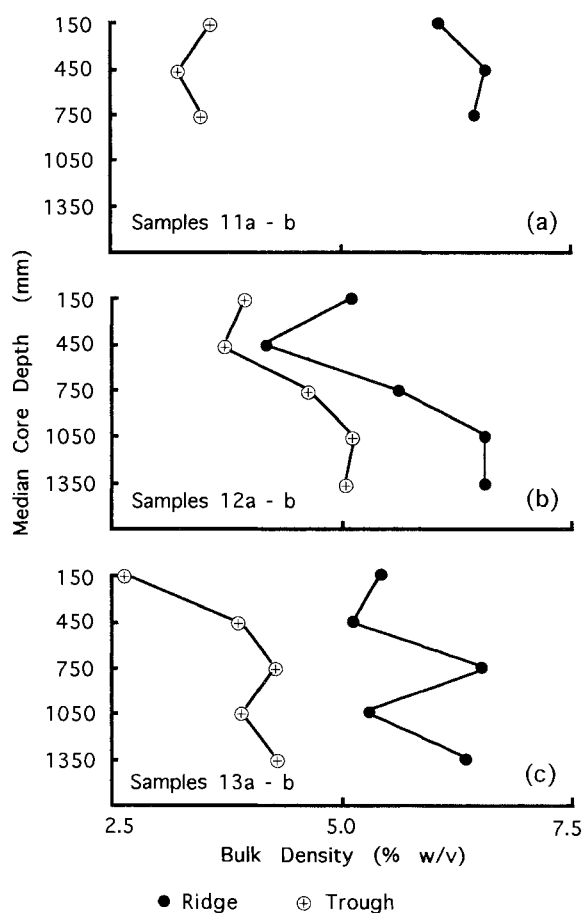 150
450
750
1050
1350
Samples 11a - b
(a)
Median Core Depth (mm)
150
450
750
1050
1350
Samples 12a - b
(b)
150
450
750
1050
1350
Samples 13a - b
(c)
2.5 5.0 7.5
Bulk Density (% w/v)
Ridge Trough